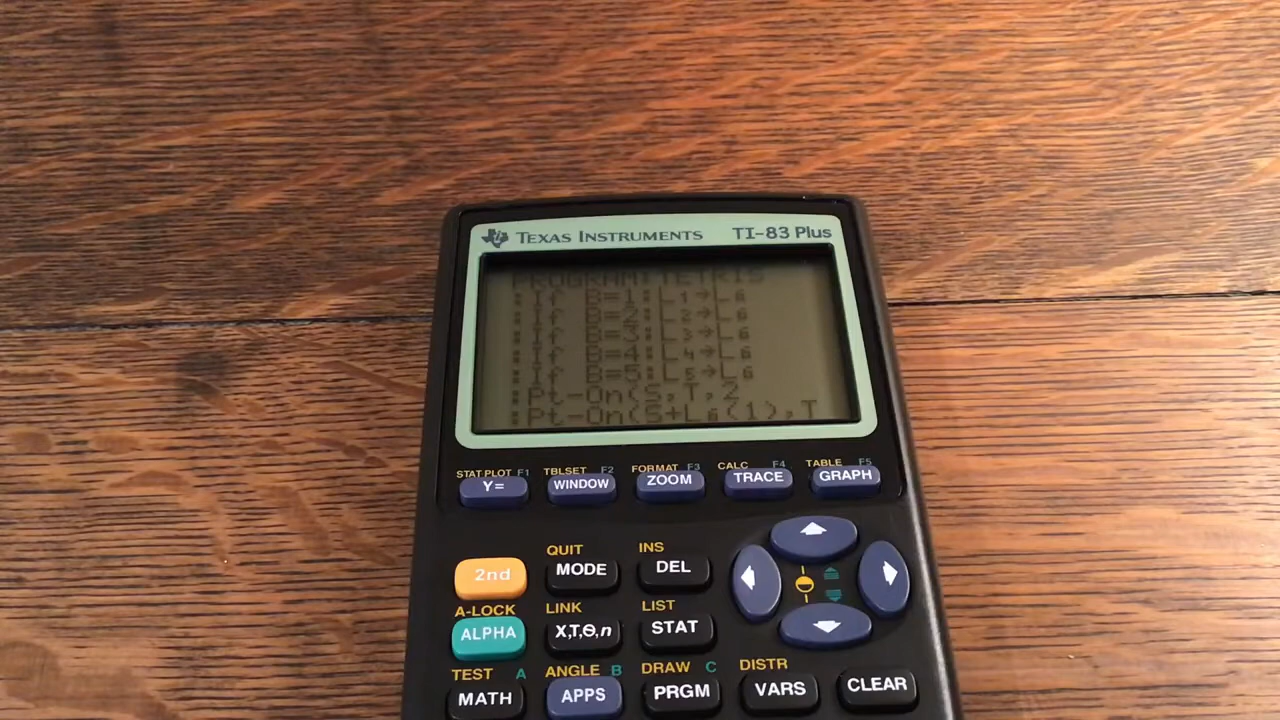 TEXAS INSTRUMENTS TI-83 Plus
PROGRAM:TETRIS
:If B=1:L₁→L₆
:If B=2:L₂→L₆
:If B=3:L₃→L₆
:If B=4:L₄→L₆
:If B=5:L₅→L₆
:Pt-On(S,T,2
:Pt-On(S+L₆(1),T
STAT PLOT F1 TBLSET F2 FORMAT F3 CALC F4 TABLE F5
Y= WINDOW ZOOM TRACE GRAPH
QUIT INS
2nd MODE DEL
A-LOCK LINK LIST
ALPHA X,T,Θ,n STAT
TEST A ANGLE B DRAW C DISTR
MATH APPS PRGM VARS CLEAR